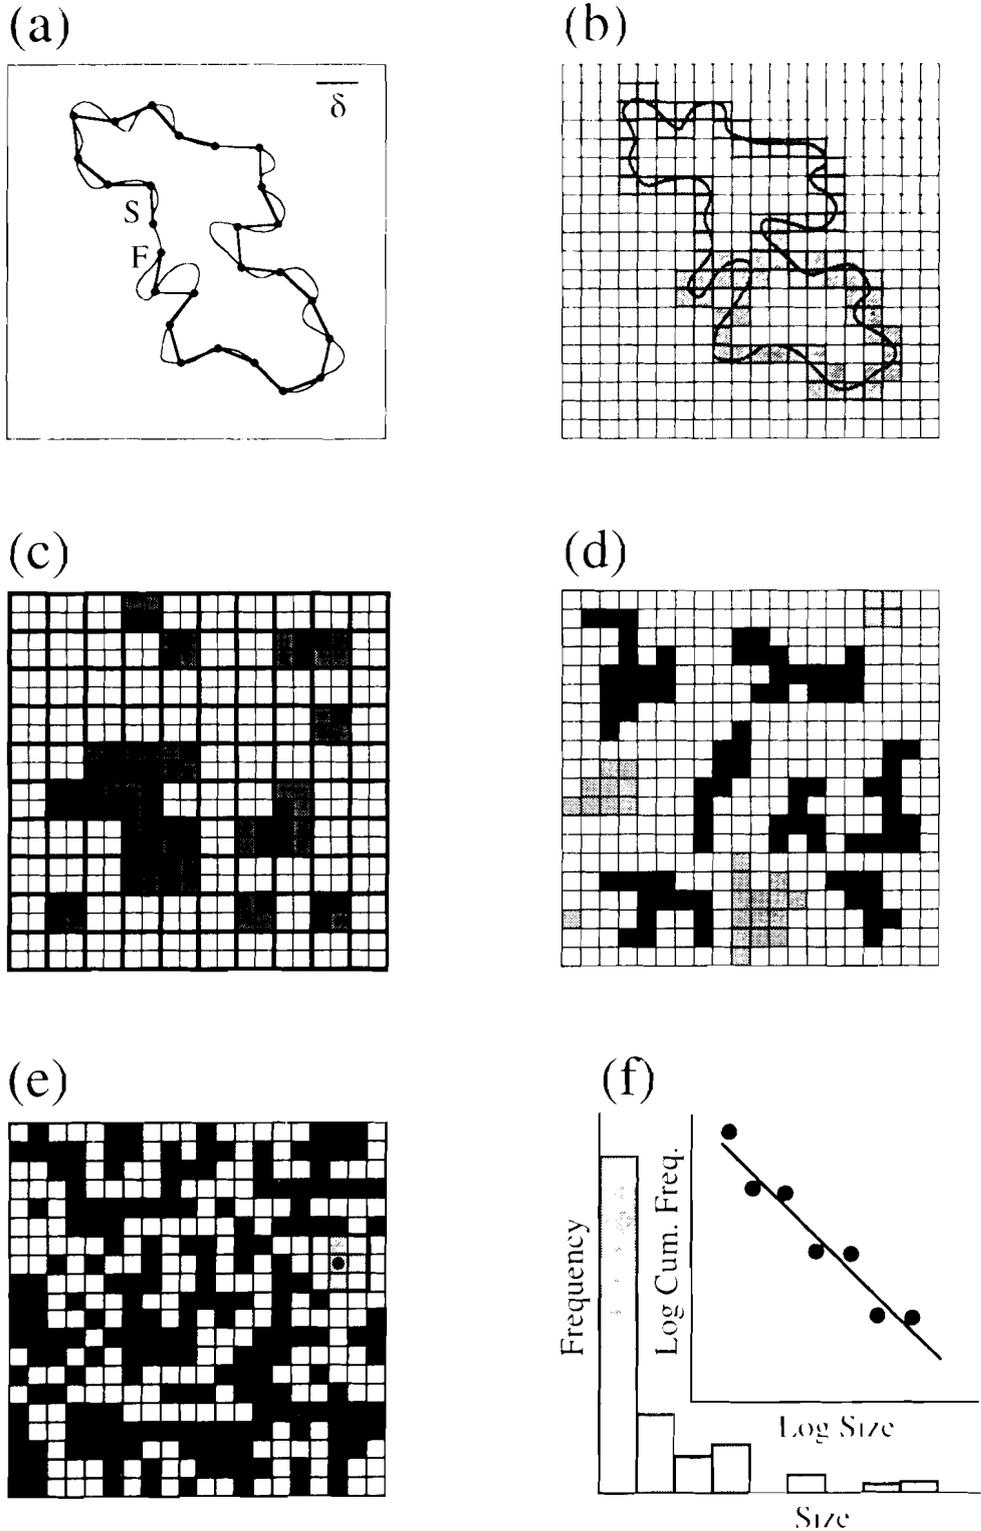 (a)
(b)
δ
S
F
(c)
(d)
(e)
(f)
Frequency
Log Cum. Freq.
Log Size
Size